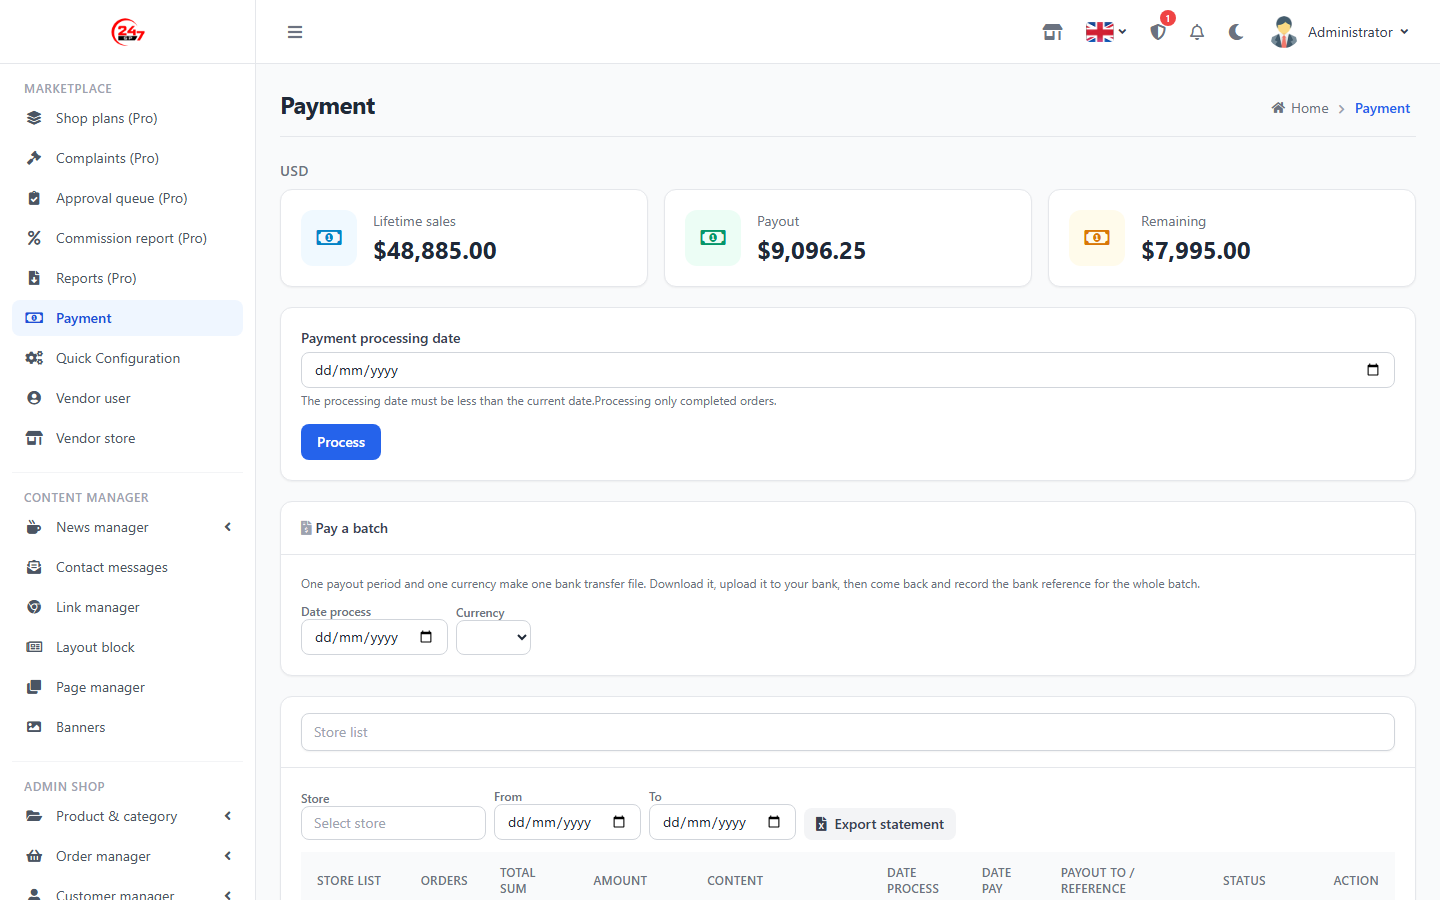 247
1
Administrator
MARKETPLACE
Shop plans (Pro)
Complaints (Pro)
Approval queue (Pro)
Commission report (Pro)
Reports (Pro)
Payment
Quick Configuration
Vendor user
Vendor store
CONTENT MANAGER
News manager
Contact messages
Link manager
Layout block
Page manager
Banners
ADMIN SHOP
Product & category
Order manager
Customer manager
Payment
Home
Payment
USD
Lifetime sales
$48,885.00
Payout
$9,096.25
Remaining
$7,995.00
Payment processing date
dd/mm/yyyy
The processing date must be less than the current date.Processing only completed orders.
Process
Pay a batch
One payout period and one currency make one bank transfer file. Download it, upload it to your bank, then come back and record the bank reference for the whole batch.
Date process
Currency
dd/mm/yyyy
Store list
Store
From
To
Select store
dd/mm/yyyy
dd/mm/yyyy
Export statement
STORE LIST
ORDERS
TOTAL SUM
AMOUNT
CONTENT
DATE PROCESS
DATE PAY
PAYOUT TO / REFERENCE
STATUS
ACTION